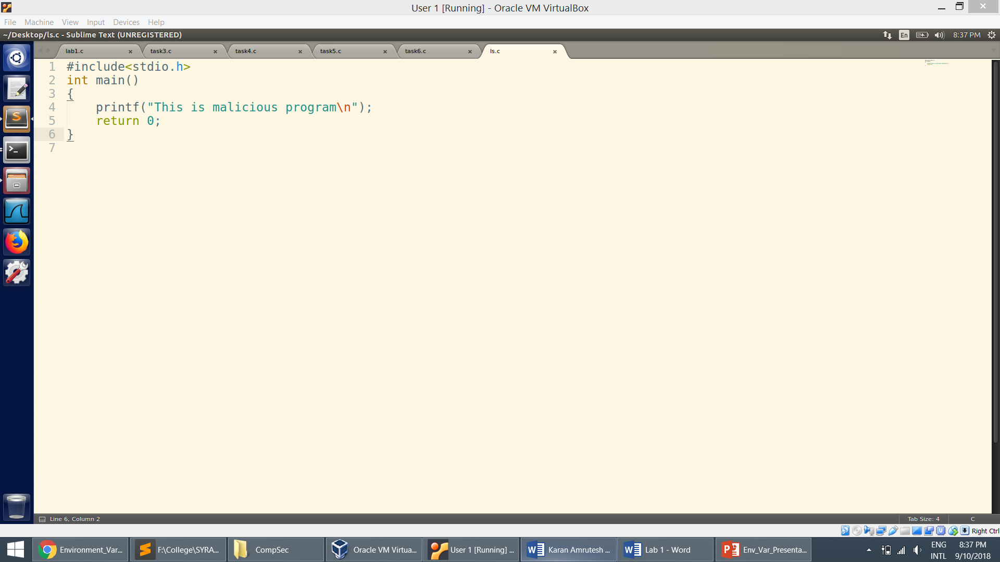 User 1 [Running] - Oracle VM VirtualBox
File Machine View Input Devices Help
~/Desktop/ls.c - Sublime Text (UNREGISTERED)
En 8:37 PM
lab1.c task3.c task4.c task5.c task6.c ls.c
1 #include<stdio.h>
2 int main()
3 {
4 printf("This is malicious program\n");
5 return 0;
6 }
7
Line 6, Column 2 Tab Size: 4 C
Right Ctrl
Environment_Var... F:\College\SYRA... CompSec Oracle VM Virtua... User 1 [Running] ... Karan Amrutesh ... Lab 1 - Word Env_Var_Presenta... ENG 8:37 PM
INTL 9/10/2018